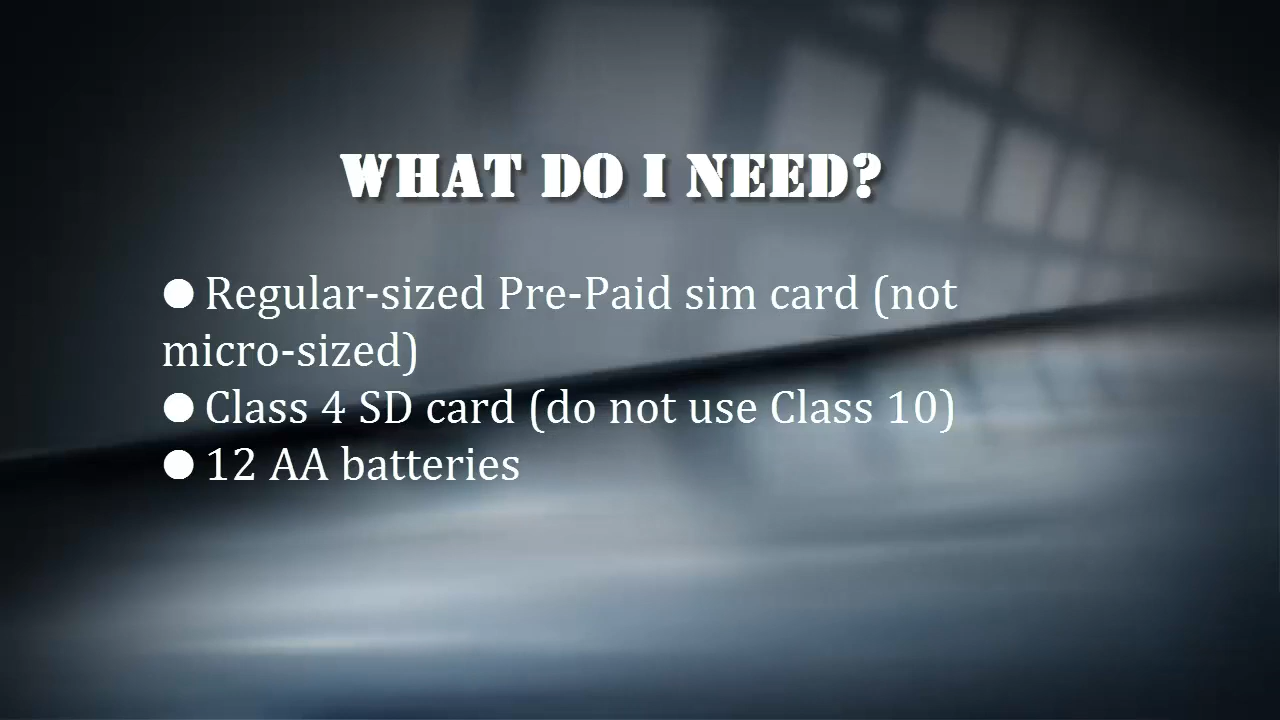 WHAT DO I NEED?
● Regular-sized Pre-Paid sim card (not
micro-sized)
● Class 4 SD card (do not use Class 10)
● 12 AA batteries